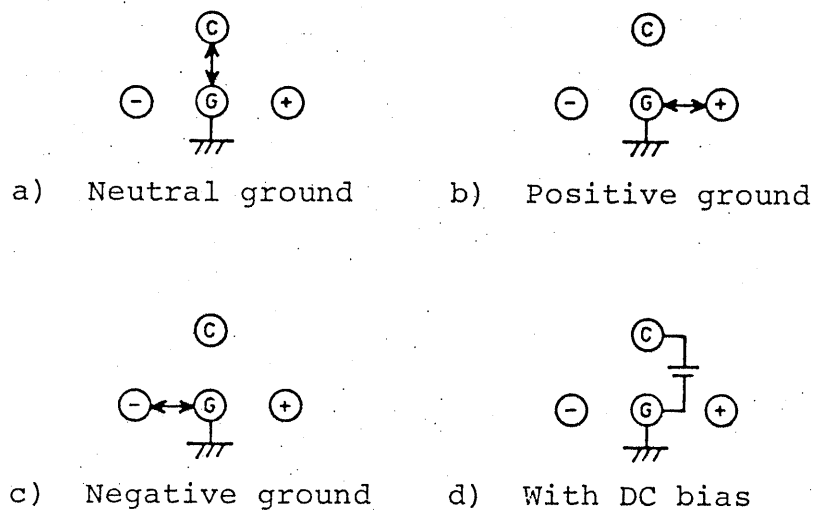 C C
- G + - G +
a) Neutral ground b) Positive ground
C C
- G + - G +
c) Negative ground d) With DC bias